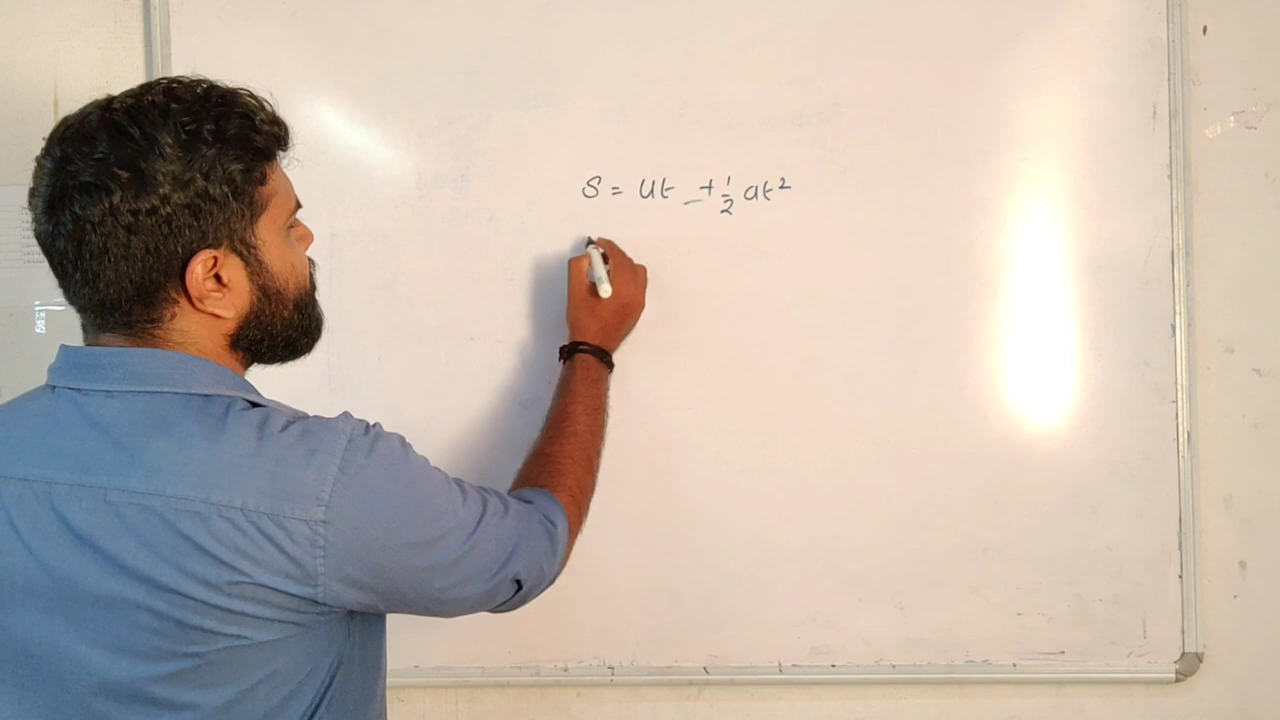 S = ut + ½ at²